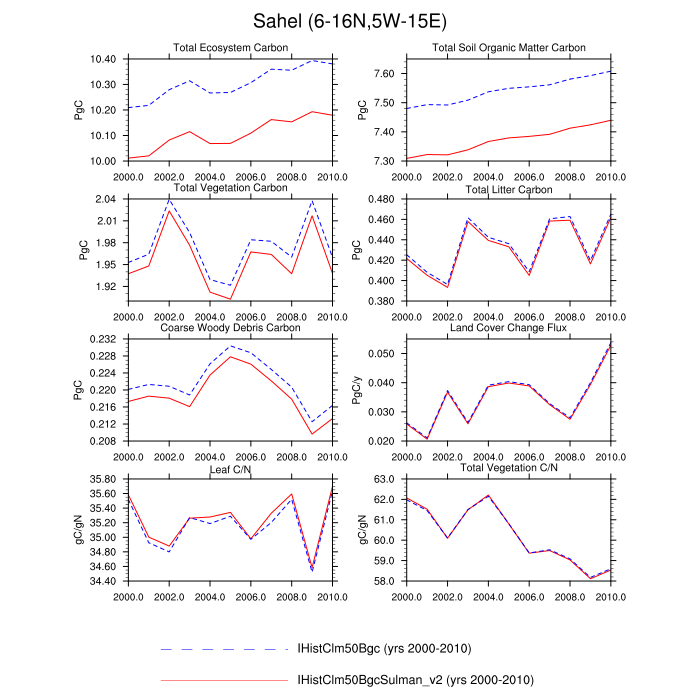 Sahel (6-16N,5W-15E)
Total Ecosystem Carbon
PgC
10.40
10.30
10.20
10.10
10.00
2000.0 2002.0 2004.0 2006.0 2008.0 2010.0
Total Soil Organic Matter Carbon
PgC
7.60
7.50
7.40
7.30
2000.0 2002.0 2004.0 2006.0 2008.0 2010.0
Total Vegetation Carbon
PgC
2.04
2.01
1.98
1.95
1.92
2000.0 2002.0 2004.0 2006.0 2008.0 2010.0
Total Litter Carbon
PgC
0.480
0.460
0.440
0.420
0.400
0.380
2000.0 2002.0 2004.0 2006.0 2008.0 2010.0
Coarse Woody Debris Carbon
PgC
0.232
0.228
0.224
0.220
0.216
0.212
0.208
2000.0 2002.0 2004.0 2006.0 2008.0 2010.0
Land Cover Change Flux
PgC/y
0.050
0.040
0.030
0.020
2000.0 2002.0 2004.0 2006.0 2008.0 2010.0
Leaf C/N
gC/gN
35.80
35.60
35.40
35.20
35.00
34.80
34.60
34.40
2000.0 2002.0 2004.0 2006.0 2008.0 2010.0
Total Vegetation C/N
gC/gN
63.0
62.0
61.0
60.0
59.0
58.0
2000.0 2002.0 2004.0 2006.0 2008.0 2010.0
IHistClm50Bgc (yrs 2000-2010)
IHistClm50BgcSulman_v2 (yrs 2000-2010)